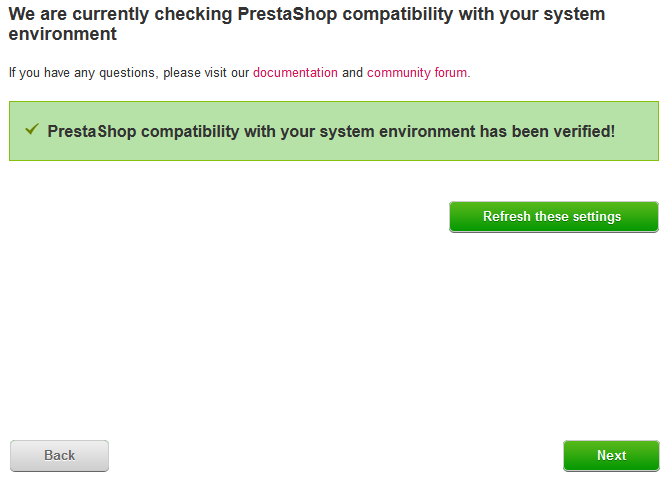 We are currently checking PrestaShop compatibility with your system
environment
If you have any questions, please visit our documentation and community forum.
PrestaShop compatibility with your system environment has been verified!
Refresh these settings
Back
Next